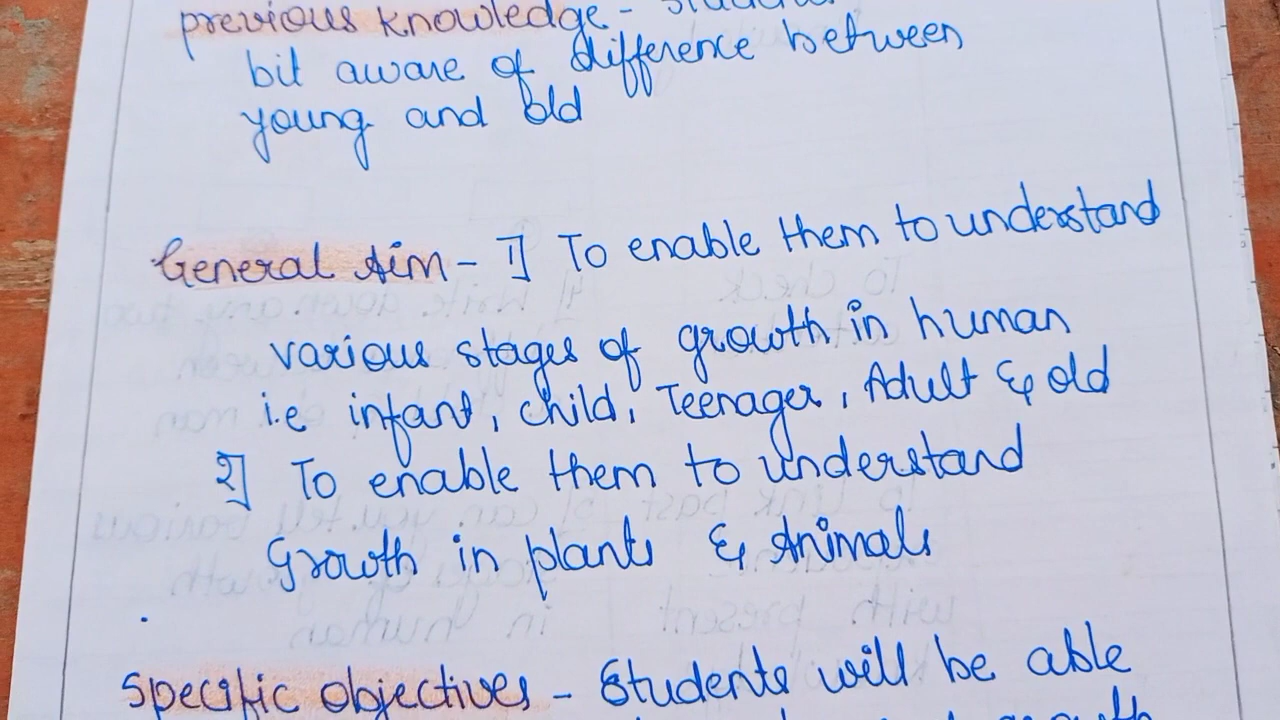 previous knowledge - Students
bit aware of difference between
young and old
General Aim - 1] To enable them to understand
various stages of growth in human
i.e infant, child, Teenager, Adult & old
2] To enable them to understand
Growth in plants & Animals
Specific objectives - Students will be able
growth